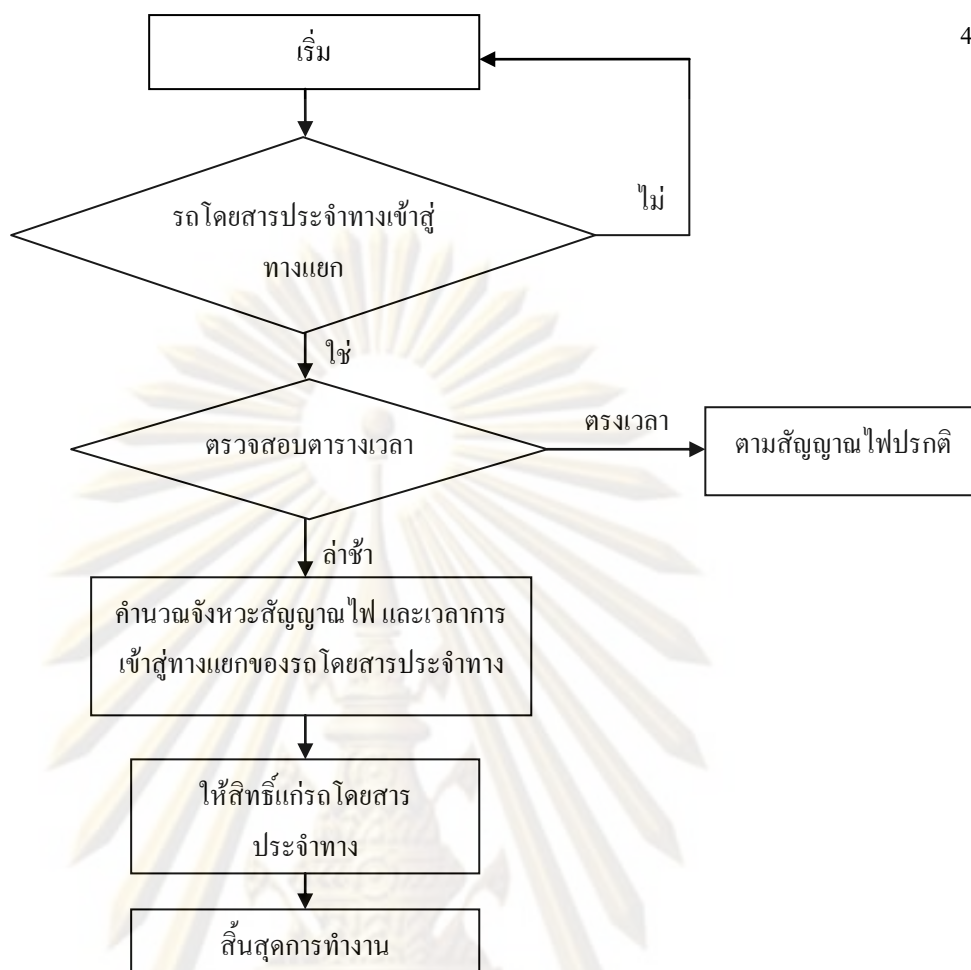 4
เริ่ม
รถโดยสารประจำทางเข้าสู่
ทางแยก
ไม่
ใช่
ตรวจสอบตารางเวลา
ตรงเวลา
ตามสัญญาณไฟปรกติ
ล่าช้า
คำนวณจังหวะสัญญาณไฟ และเวลาการ
เข้าสู่ทางแยกของรถโดยสารประจำทาง
ให้สิทธิ์แก่รถโดยสาร
ประจำทาง
สิ้นสุดการทำงาน